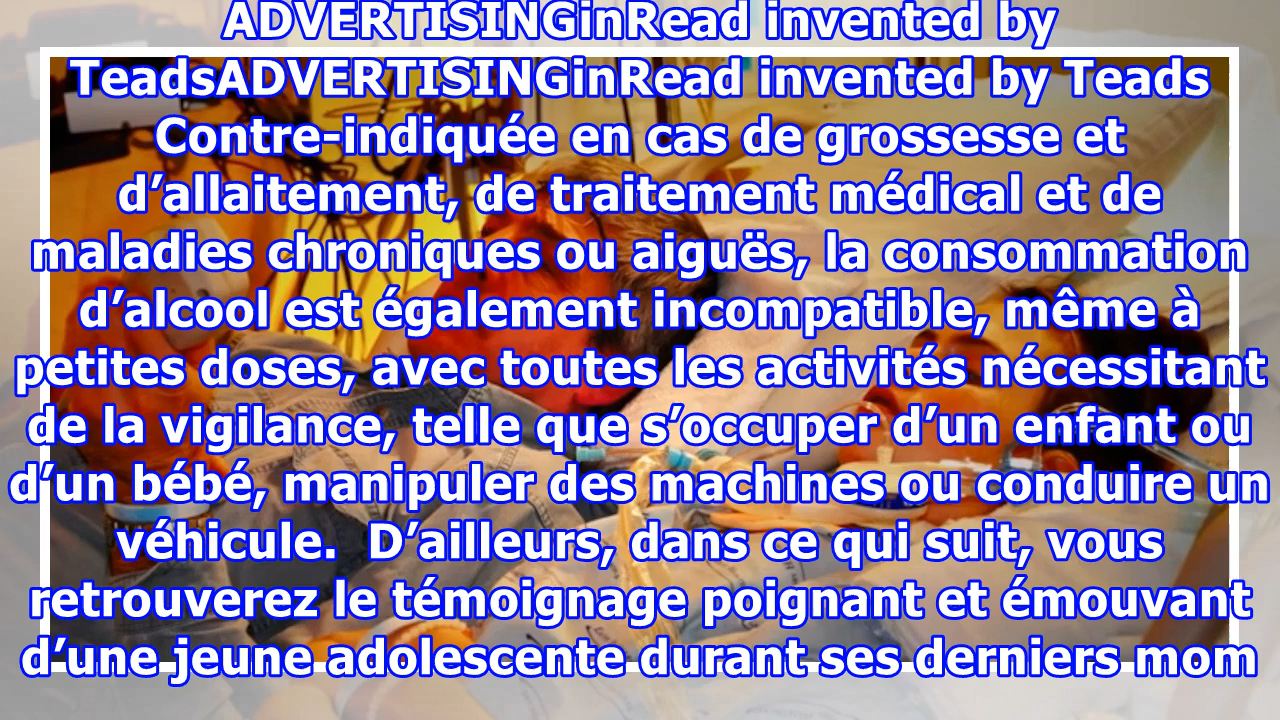 ADVERTISINGinRead invented by
TeadsADVERTISINGinRead invented by Teads
Contre-indiquée en cas de grossesse et
d’allaitement, de traitement médical et de
maladies chroniques ou aiguës, la consommation
d’alcool est également incompatible, même à
petites doses, avec toutes les activités nécessitant
de la vigilance, telle que s’occuper d’un enfant ou
d’un bébé, manipuler des machines ou conduire un
véhicule.  D’ailleurs, dans ce qui suit, vous
retrouverez le témoignage poignant et émouvant
d’une jeune adolescente durant ses derniers mom